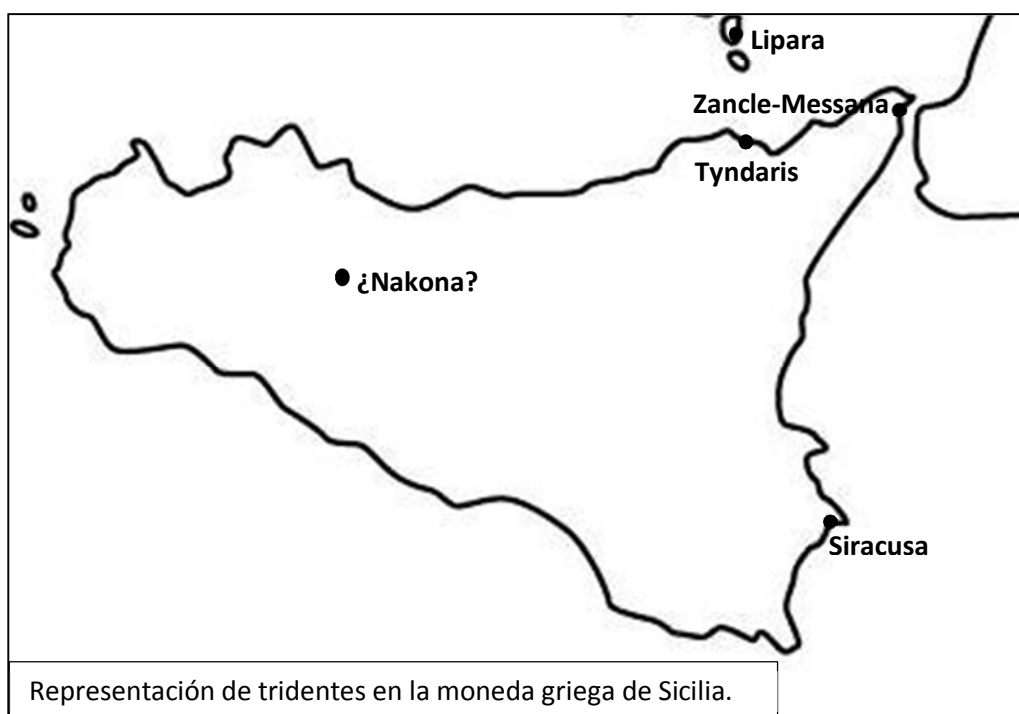 Lipara
Zancle-Messana
Tyndaris
¿Nakona?
Siracusa
Representación de tridentes en la moneda griega de Sicilia.